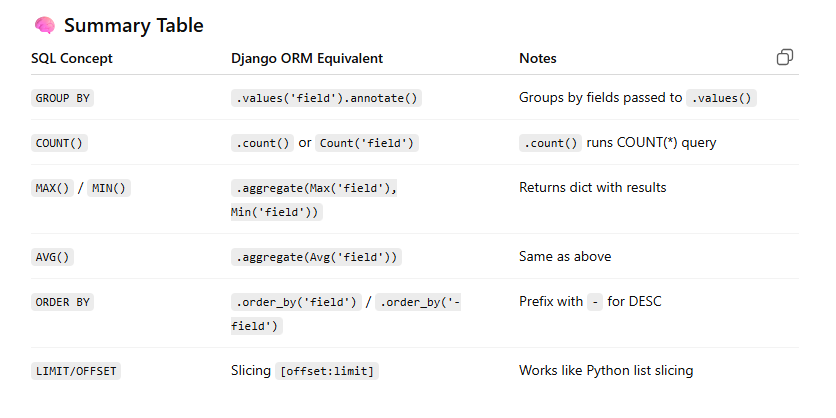 🧠 Summary Table
SQL Concept Django ORM Equivalent Notes
GROUP BY .values('field').annotate() Groups by fields passed to .values()
COUNT() .count() or Count('field') .count() runs COUNT(*) query
MAX() / MIN() .aggregate(Max('field'), Returns dict with results
Min('field'))
AVG() .aggregate(Avg('field')) Same as above
ORDER BY .order_by('field') / .order_by('- Prefix with - for DESC
field')
LIMIT/OFFSET Slicing [offset:limit] Works like Python list slicing